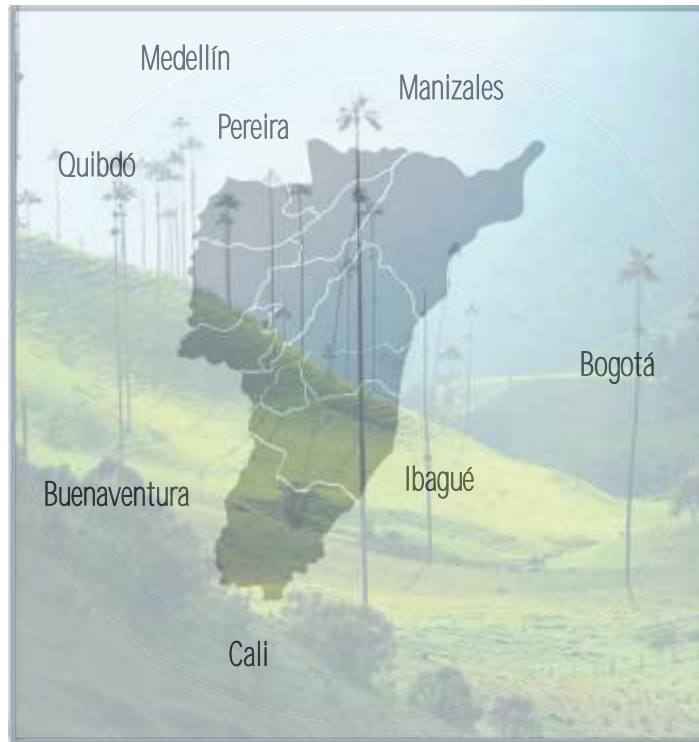 Medellín
Manizales
Pereira
Quibdó
Bogotá
Ibagué
Buenaventura
Cali